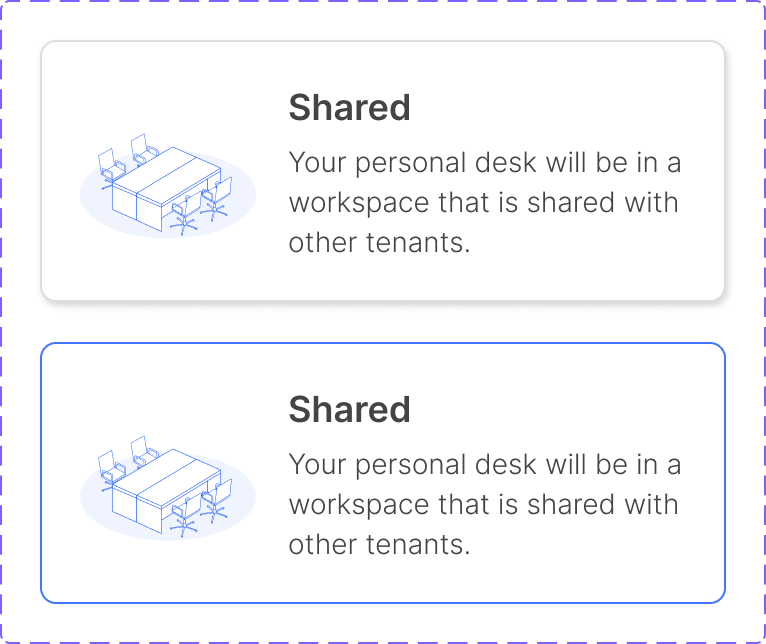 Shared
Your personal desk will be in a
workspace that is shared with
other tenants.
Shared
Your personal desk will be in a
workspace that is shared with
other tenants.